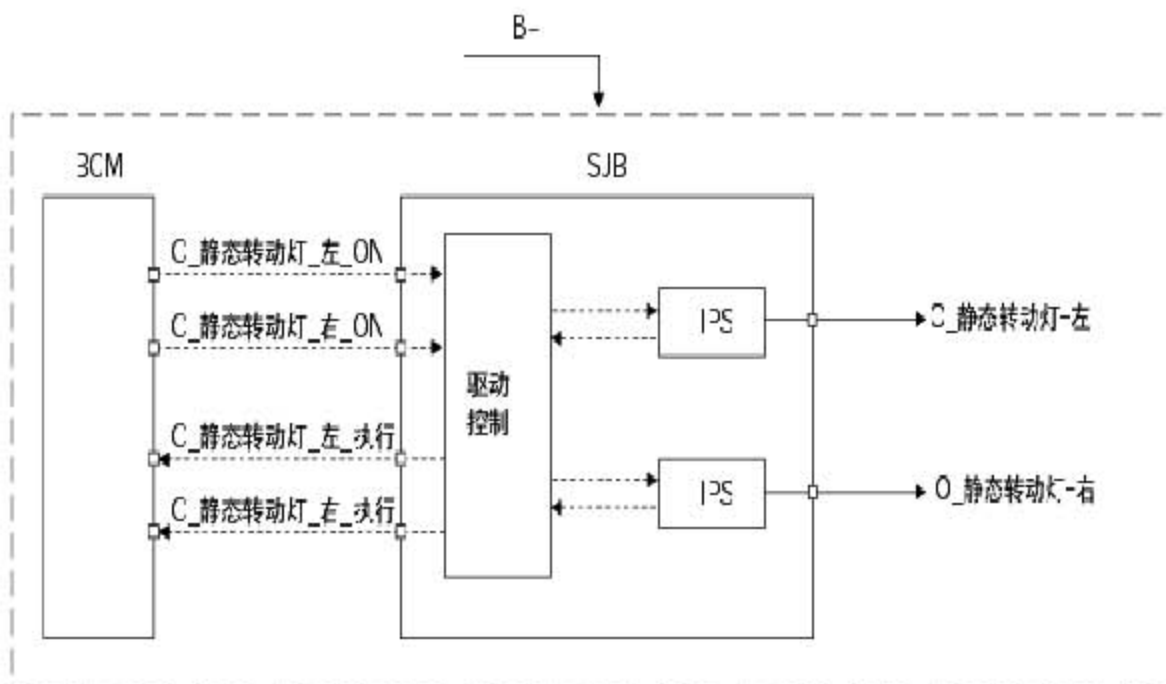 B-
BCM
SJB
C_静态转动灯_左_ON
C_静态转动灯_右_ON
C_静态转动灯_左_执行
C_静态转动灯_右_执行
驱动
控制
IPS
IPS
O_静态转动灯-左
O_静态转动灯-右